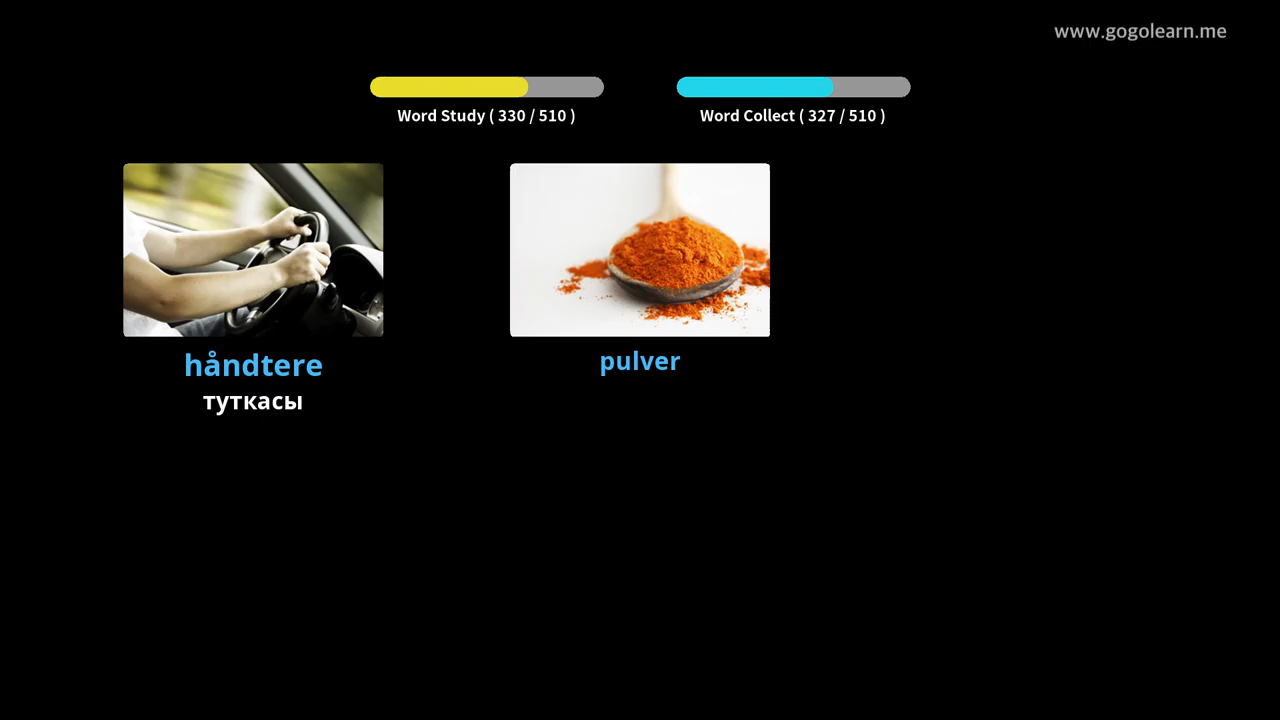 www.gogolearn.me
Word Study ( 330 / 510 )
Word Collect ( 327 / 510 )
håndtere
туткасы
pulver